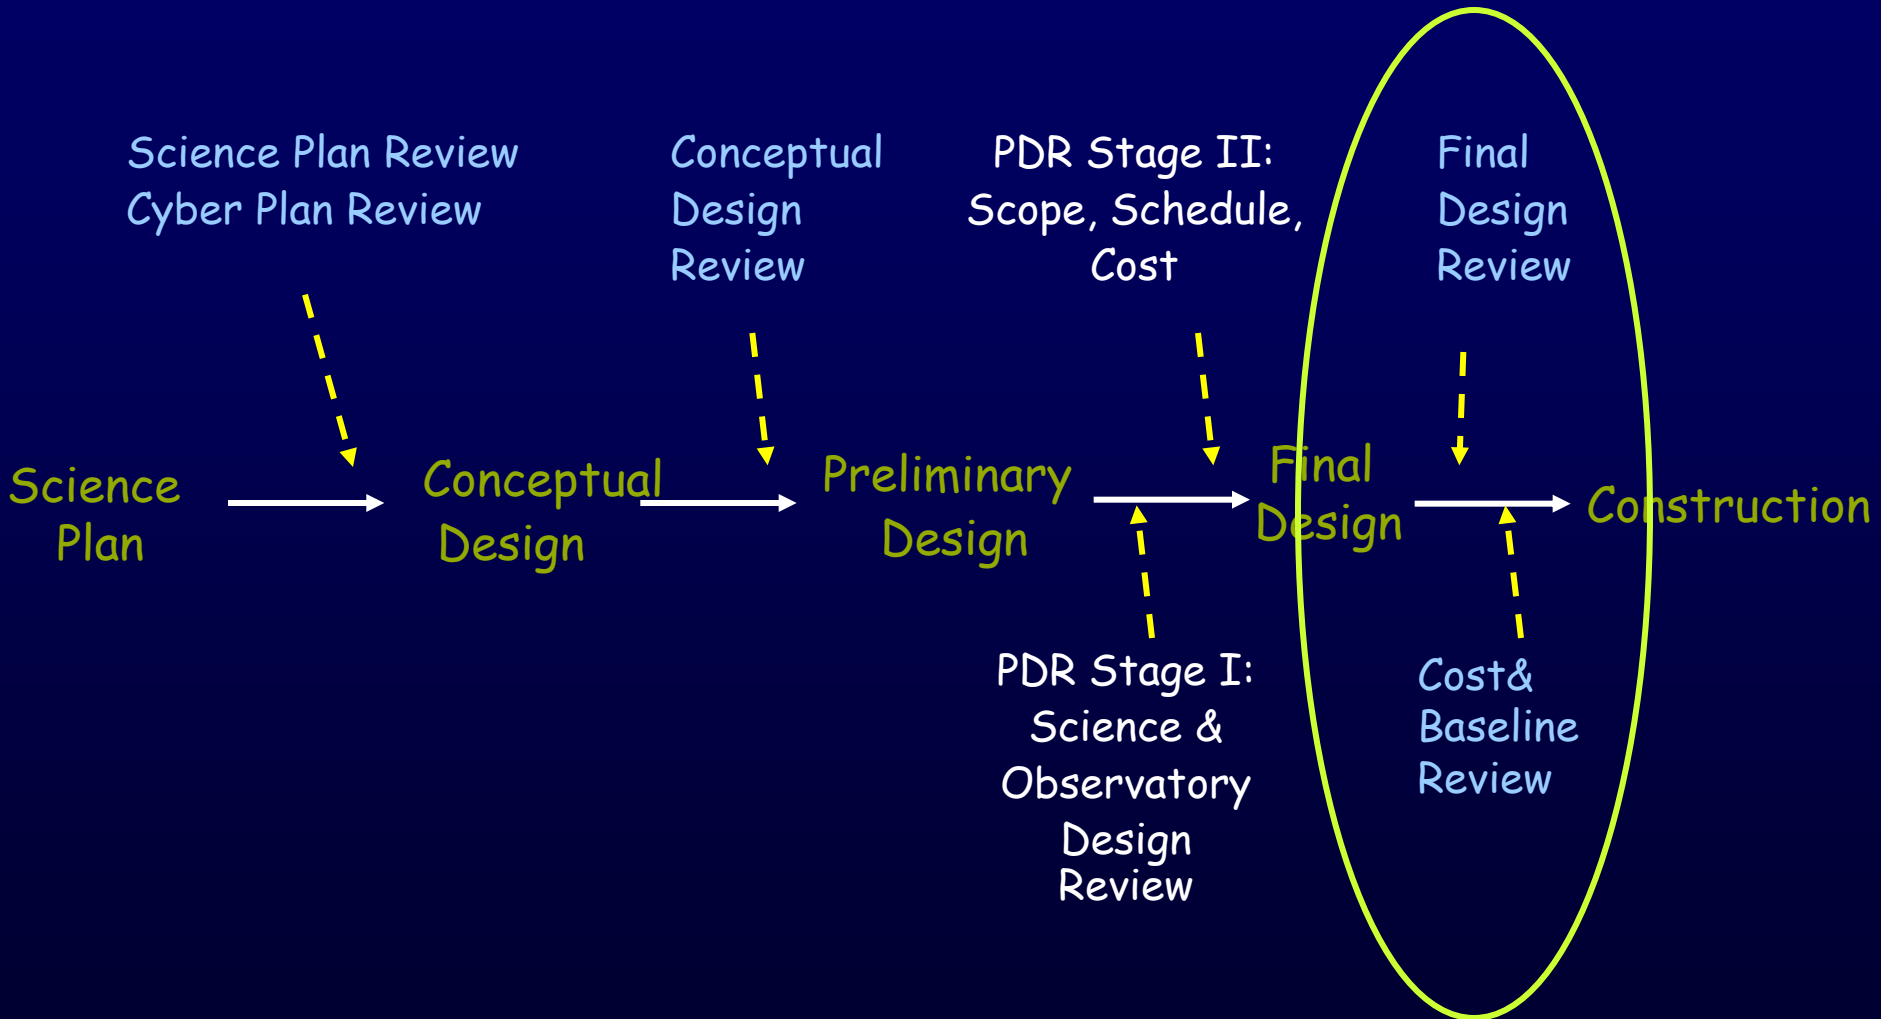 Science Plan Review
Cyber Plan Review
Conceptual
Design
Review
PDR Stage II:
Scope, Schedule,
Cost
Final
Design
Review
Science
Plan
Conceptual
Design
Preliminary
Design
Final
Design
Construction
PDR Stage I:
Science &
Observatory
Design
Review
Cost&
Baseline
Review